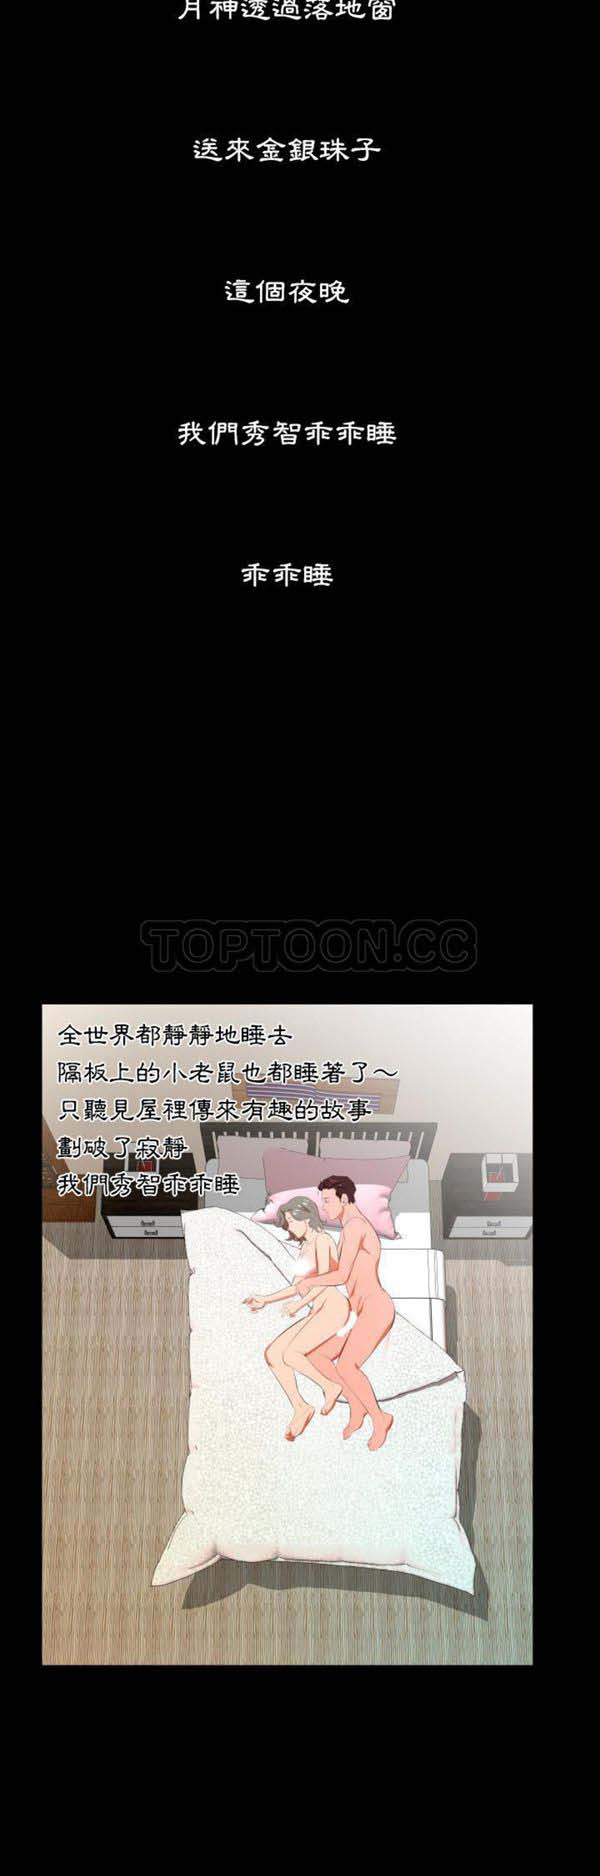 月神透過落地窗
送來金銀珠子
這個夜晚
我們秀智乖乖睡
乖乖睡
TOPTOON.CC
全世界都靜靜地睡去
隔板上的小老鼠也都睡著了～
只聽見屋裡傳來有趣的故事
劃破了寂靜
我們秀智乖乖睡